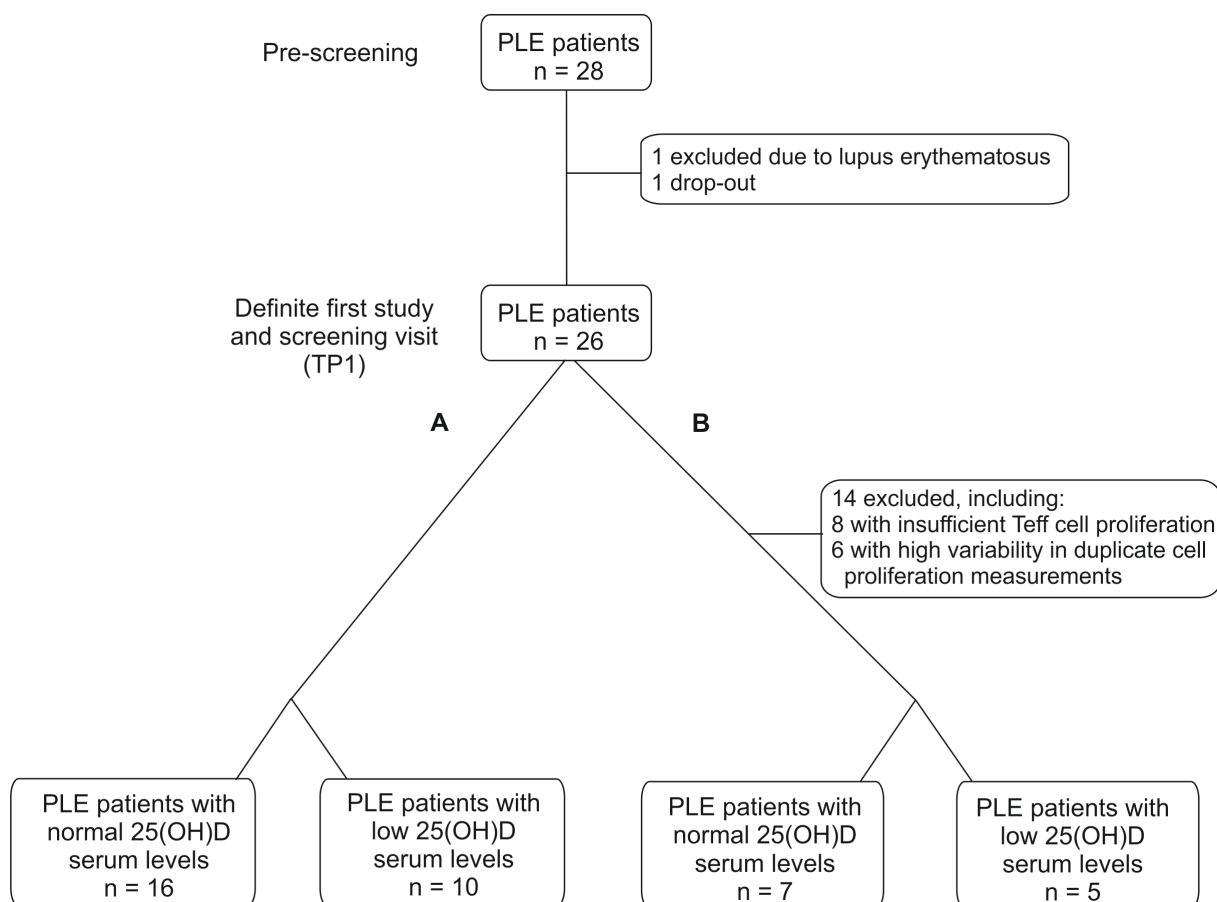 Pre-screening
PLE patients
n = 28
1 excluded due to lupus erythematosus
1 drop-out
Definite first study
and screening visit
(TP1)
PLE patients
n = 26
A
B
14 excluded, including:
8 with insufficient Teff cell proliferation
6 with high variability in duplicate cell
proliferation measurements
PLE patients with
normal 25(OH)D
serum levels
n = 16
PLE patients with
low 25(OH)D
serum levels
n = 10
PLE patients with
normal 25(OH)D
serum levels
n = 7
PLE patients with
low 25(OH)D
serum levels
n = 5